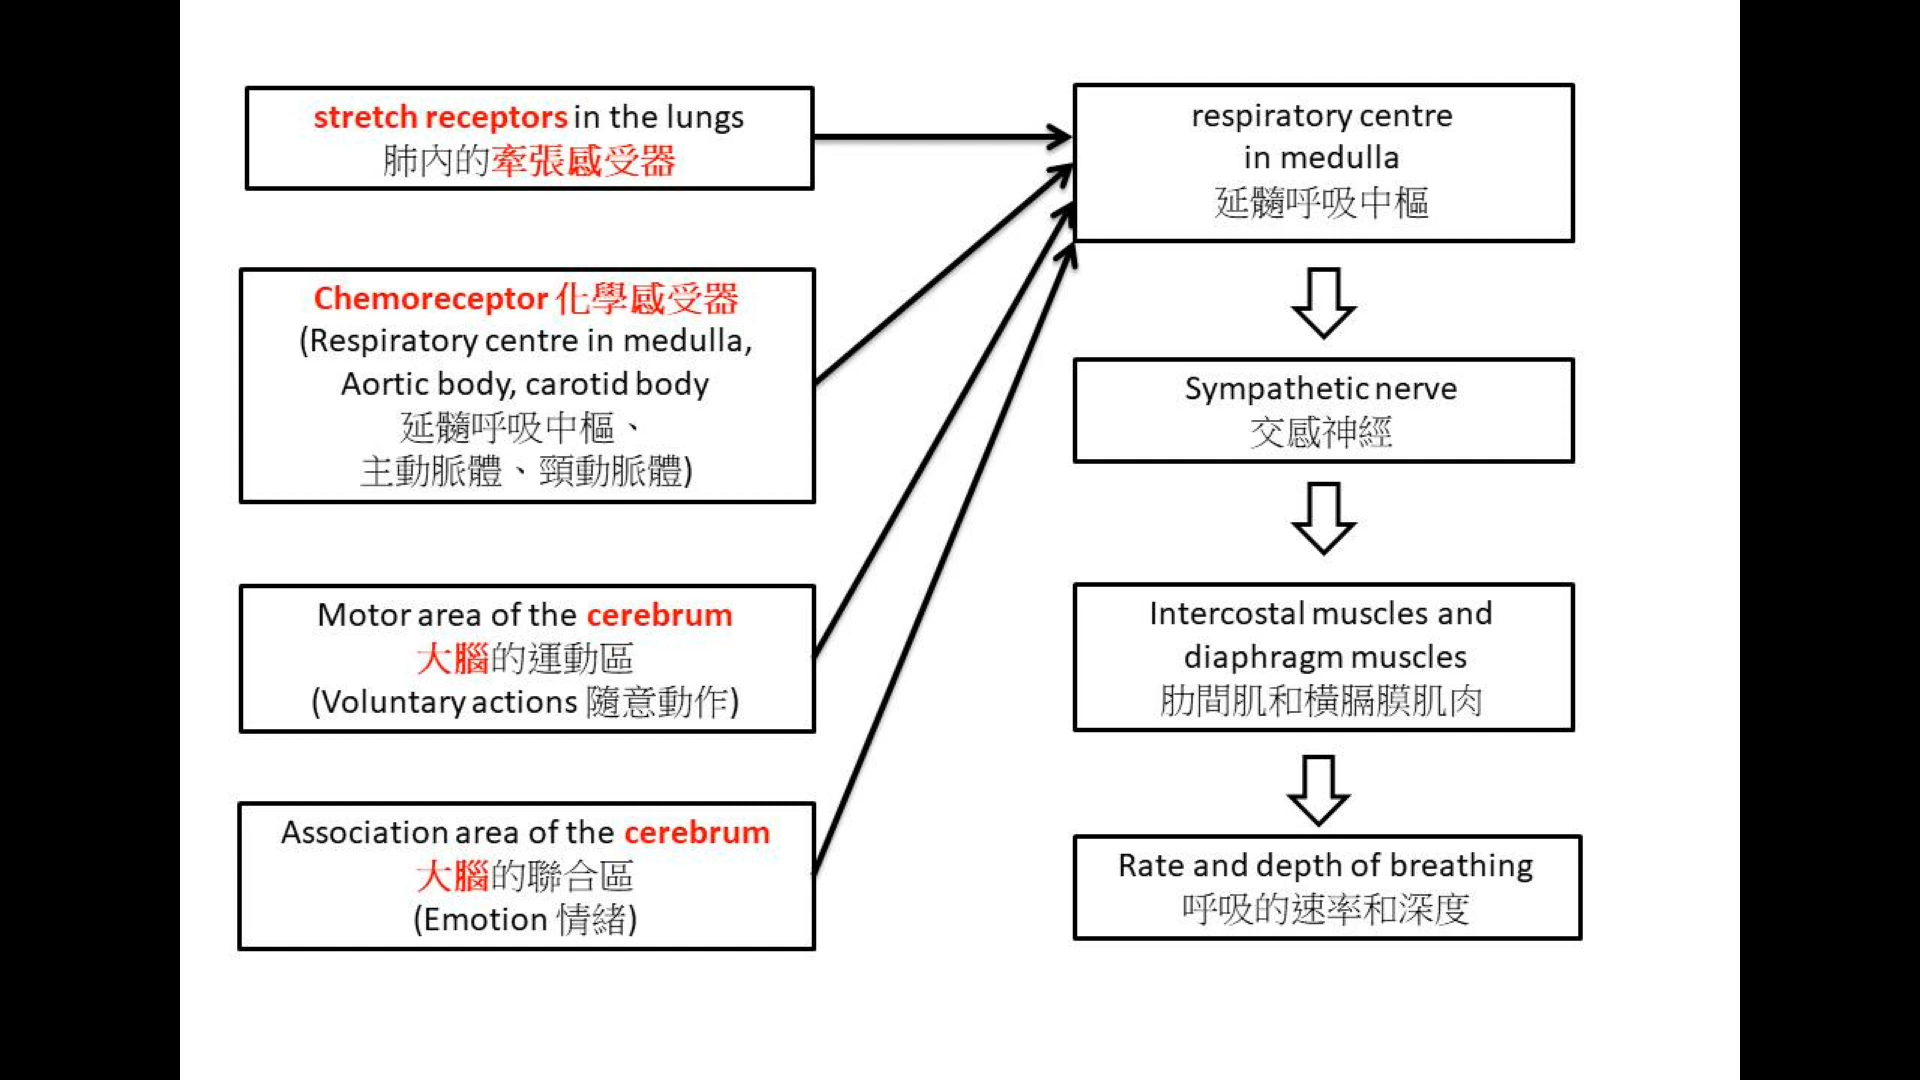 stretch receptors in the lungs
肺內的牽張感受器
Chemoreceptor 化學感受器
(Respiratory centre in medulla,
Aortic body, carotid body
延髓呼吸中樞、
主動脈體、頸動脈體)
Motor area of the cerebrum
大腦的運動區
(Voluntary actions 隨意動作)
Association area of the cerebrum
大腦的聯合區
(Emotion 情緒)
respiratory centre
in medulla
延髓呼吸中樞
Sympathetic nerve
交感神經
Intercostal muscles and
diaphragm muscles
肋間肌和橫膈膜肌肉
Rate and depth of breathing
呼吸的速率和深度